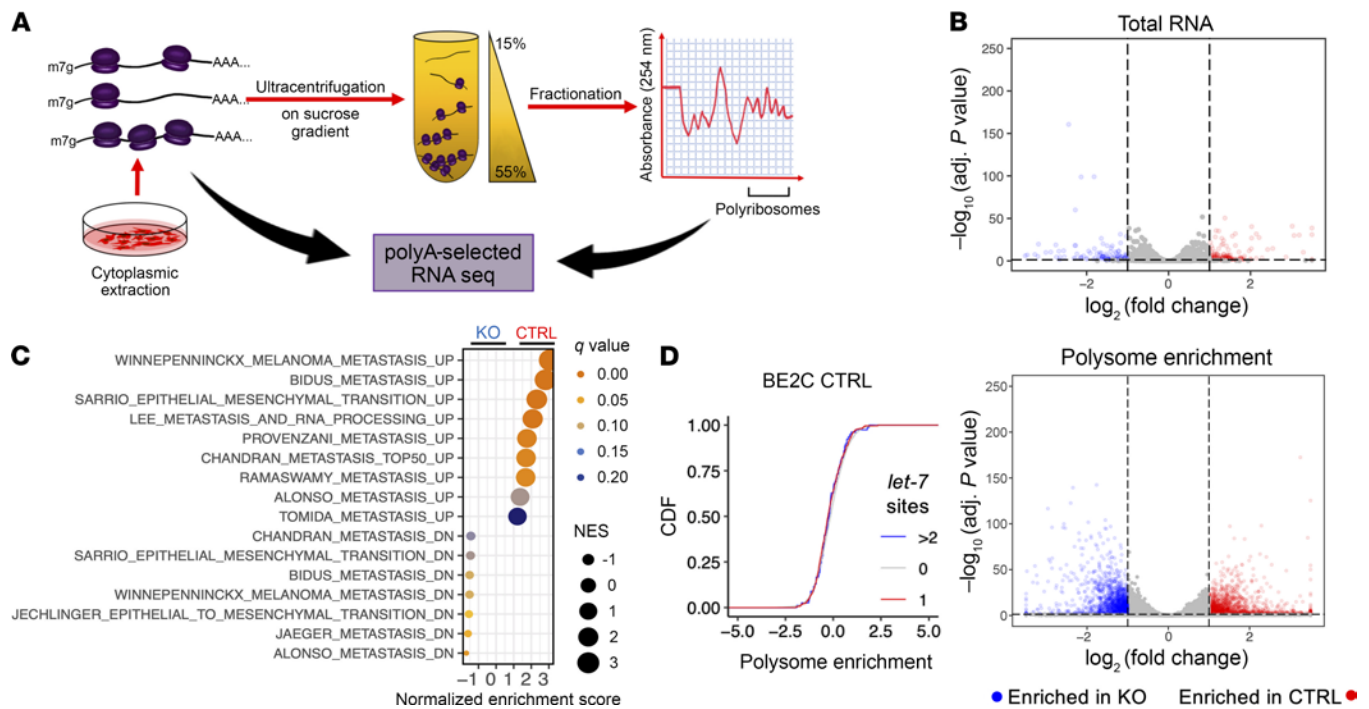 A
m7g
AAA...
m7g
AAA...
m7g
AAA...
Cytoplasmic
extraction
Ultracentrifugation
on sucrose
gradient
15%
55%
Fractionation
Absorbance (254 nm)
Polyribosomes
polyA-selected
RNA seq
B
Total RNA
–log10 (adj. P value)
250
200
150
100
50
0
−2
0
2
log2 (fold change)
Polysome enrichment
–log10 (adj. P value)
250
200
150
100
50
0
−2
0
2
log2 (fold change)
Enriched in KO
Enriched in CTRL
C
KO
CTRL
WINNEPENNINCKX_MELANOMA_METASTASIS_UP
BIDUS_METASTASIS_UP
SARRIO_EPITHELIAL_MESENCHYMAL_TRANSITION_UP
LEE_METASTASIS_AND_RNA_PROCESSING_UP
PROVENZANI_METASTASIS_UP
CHANDRAN_METASTASIS_TOP50_UP
RAMASWAMY_METASTASIS_UP
ALONSO_METASTASIS_UP
TOMIDA_METASTASIS_UP
CHANDRAN_METASTASIS_DN
SARRIO_EPITHELIAL_MESENCHYMAL_TRANSITION_DN
BIDUS_METASTASIS_DN
WINNEPENNINCKX_MELANOMA_METASTASIS_DN
JECHLINGER_EPITHELIAL_TO_MESENCHYMAL_TRANSITION_DN
JAEGER_METASTASIS_DN
ALONSO_METASTASIS_DN
−1 0 1 2 3
Normalized enrichment score
q value
0.00
0.05
0.10
0.15
0.20
NES
-1
0
1
2
3
D
BE2C CTRL
CDF
1.00
0.75
0.50
0.25
0.00
−5.0 −2.5 0.0 2.5 5.0
Polysome enrichment
let-7
sites
>2
0
1